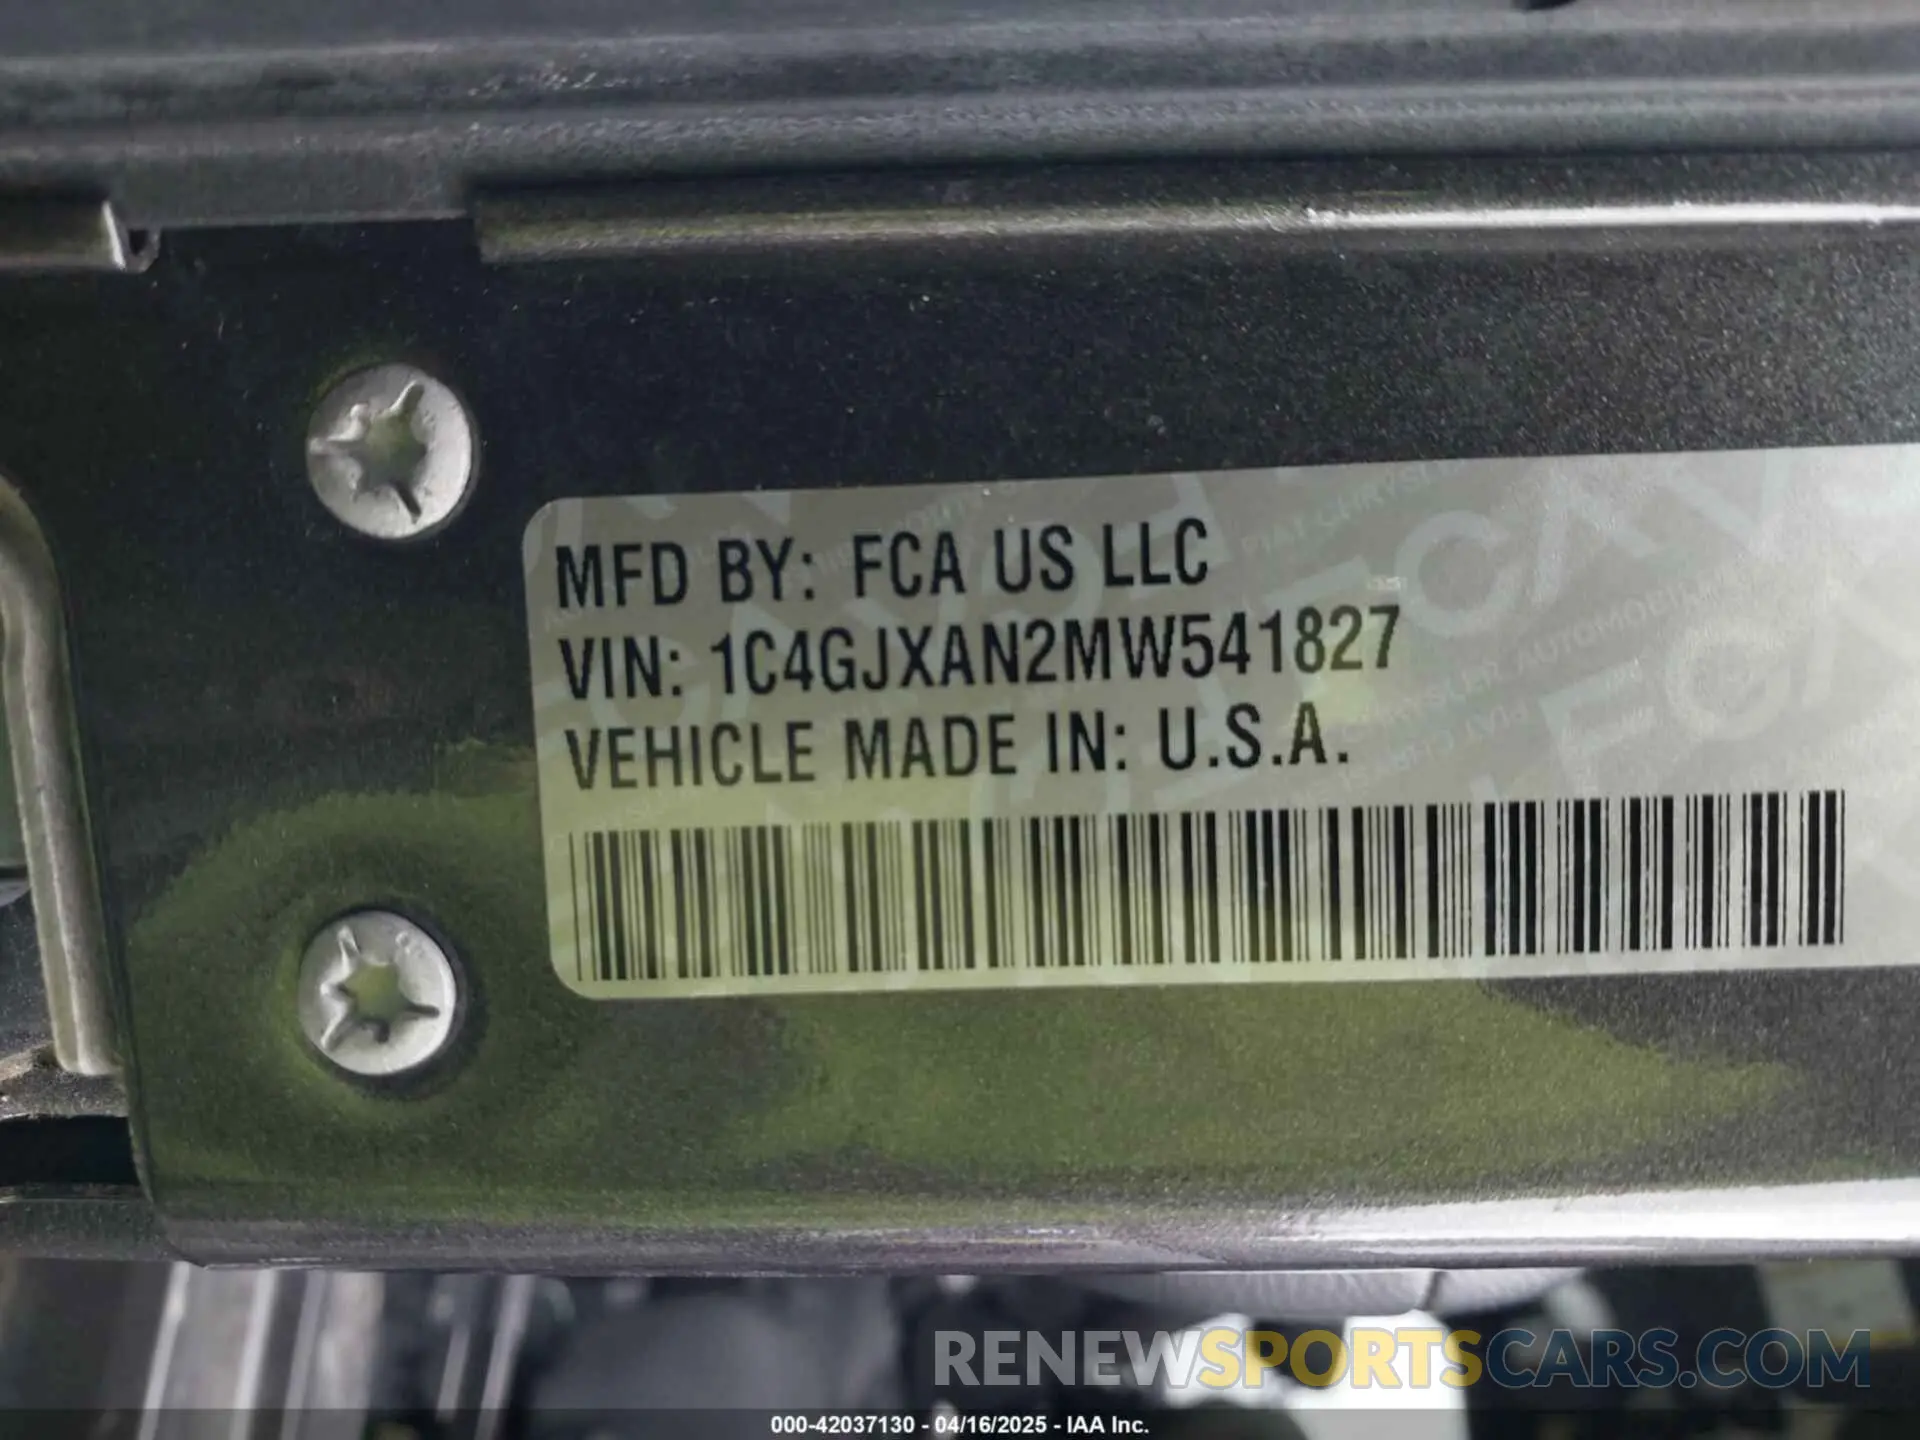 MFD BY: FCA US LLC
VIN: 1C4GJXAN2MW541827
VEHICLE MADE IN: U.S.A.
RENEWSPORTSCARS.COM
000-42037130 - 04/16/2025 - IAA Inc.